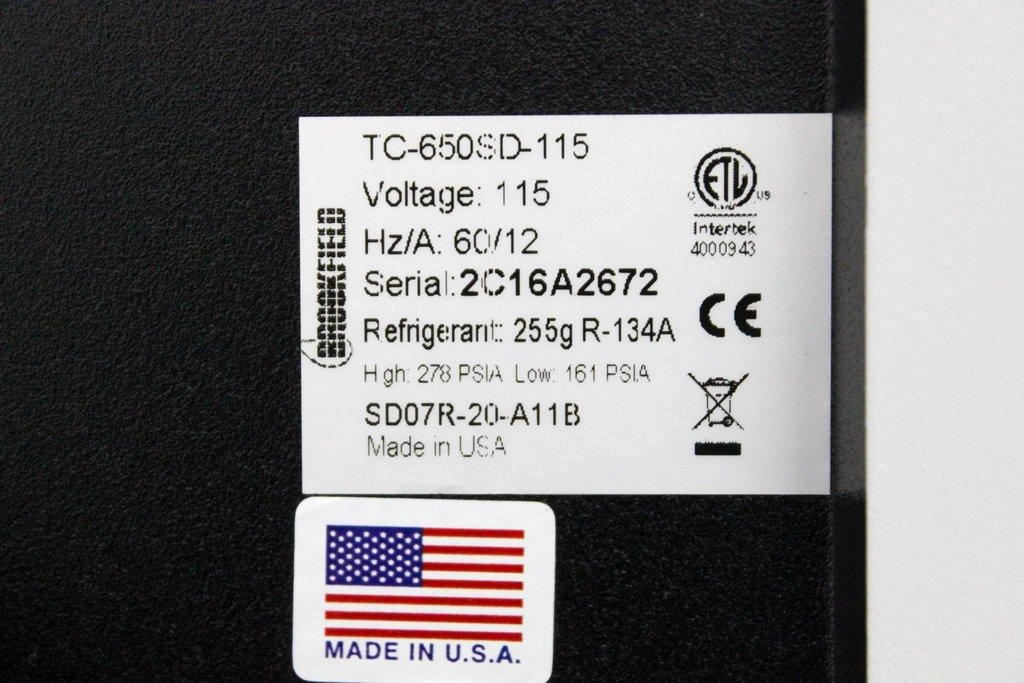 TC-650SD-115
Voltage: 115
Hz/A: 60/12
Serial:2C16A2672
Refrigerant: 255g R-134A
High: 278 PSIA Low: 161 PSIA
SD07R-20-A11B
Made in USA
BROOKFIELD
ETL
C US
Intertek
4000943
CE
MADE IN U.S.A.